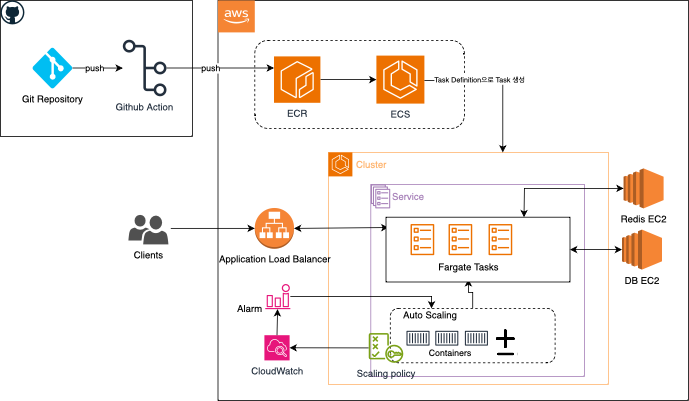 aws
push
push
Git Repository
Github Action
ECR
ECS
Task Definition으로 Task 생성
Cluster
Service
Redis EC2
Clients
Application Load Balancer
Fargate Tasks
DB EC2
Alarm
Auto Scaling
Containers
CloudWatch
Scaling policy